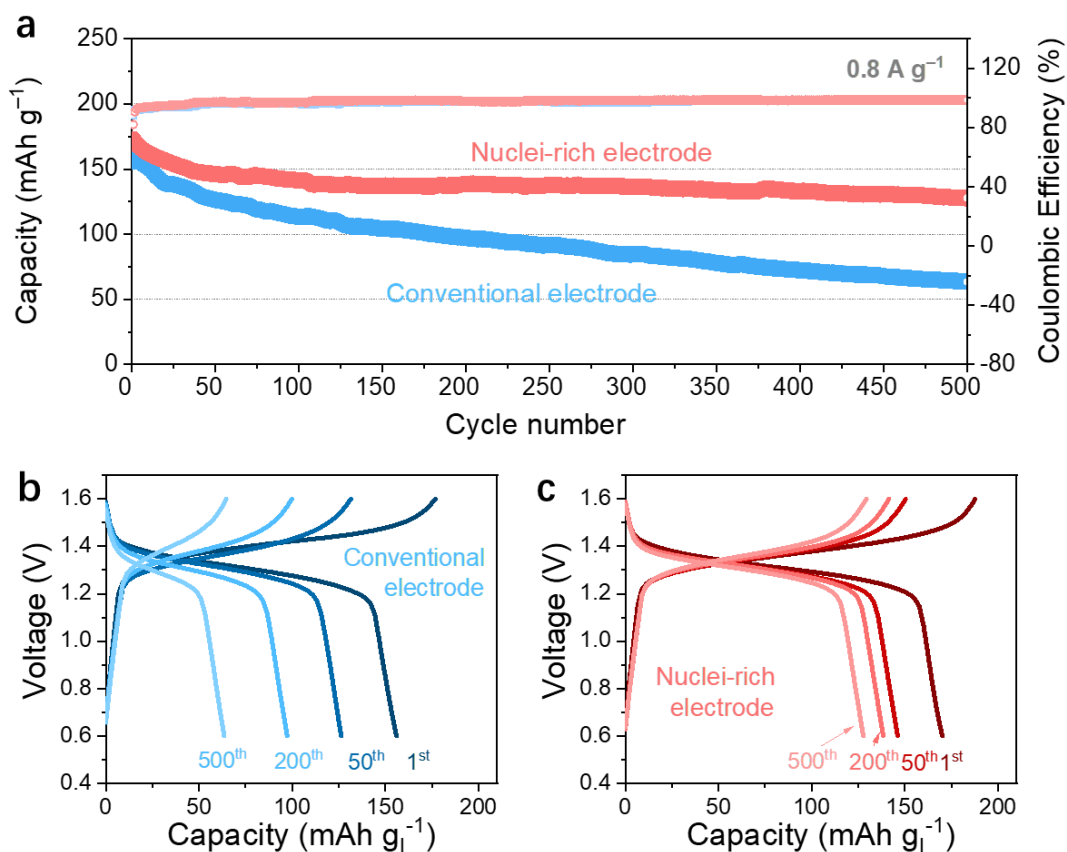 a
250
200
150
100
50
0
Capacity (mAh g⁻¹)
0.8 A g⁻¹
Nuclei-rich electrode
Conventional electrode
120
80
40
0
-40
-80
Coulombic Efficiency (%)
0 50 100 150 200 250 300 350 400 450 500
Cycle number
b
1.6
1.4
1.2
1.0
0.8
0.6
0.4
Voltage (V)
Conventional
electrode
500th 200th 50th 1st
0 50 100 150 200
Capacity (mAh gI-1)
c
1.6
1.4
1.2
1.0
0.8
0.6
0.4
Voltage (V)
Nuclei-rich
electrode
500th 200th 50th 1st
0 50 100 150 200
Capacity (mAh gI-1)